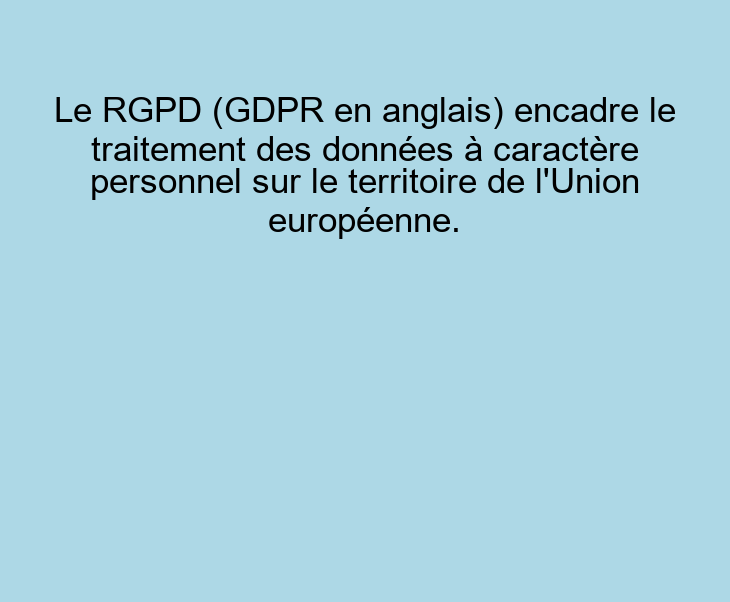 Le RGPD (GDPR en anglais) encadre le
traitement des données à caractère
personnel sur le territoire de l'Union
européenne.